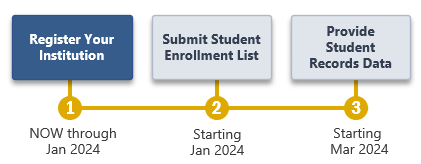 Register Your
Institution
Submit Student
Enrollment List
Provide
Student
Records Data
1
2
3
NOW through
Jan 2024
Starting
Jan 2024
Starting
Mar 2024